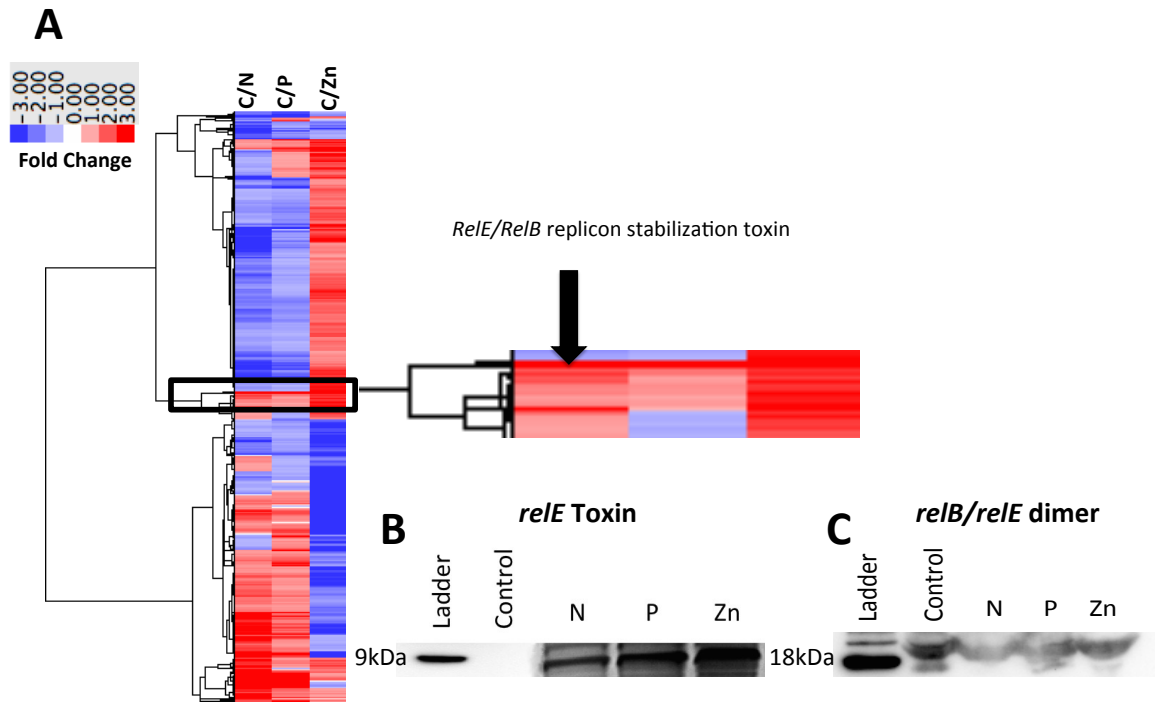 A
-3.00
-2.00
-1.00
0.00
1.00
2.00
3.00
Fold Change
C/N
C/P
C/Zn
RelE/RelB replicon stabilization toxin
B
relE Toxin
Ladder
Control
N
P
Zn
9kDa
C
relB/relE dimer
Ladder
Control
N
P
Zn
18kDa